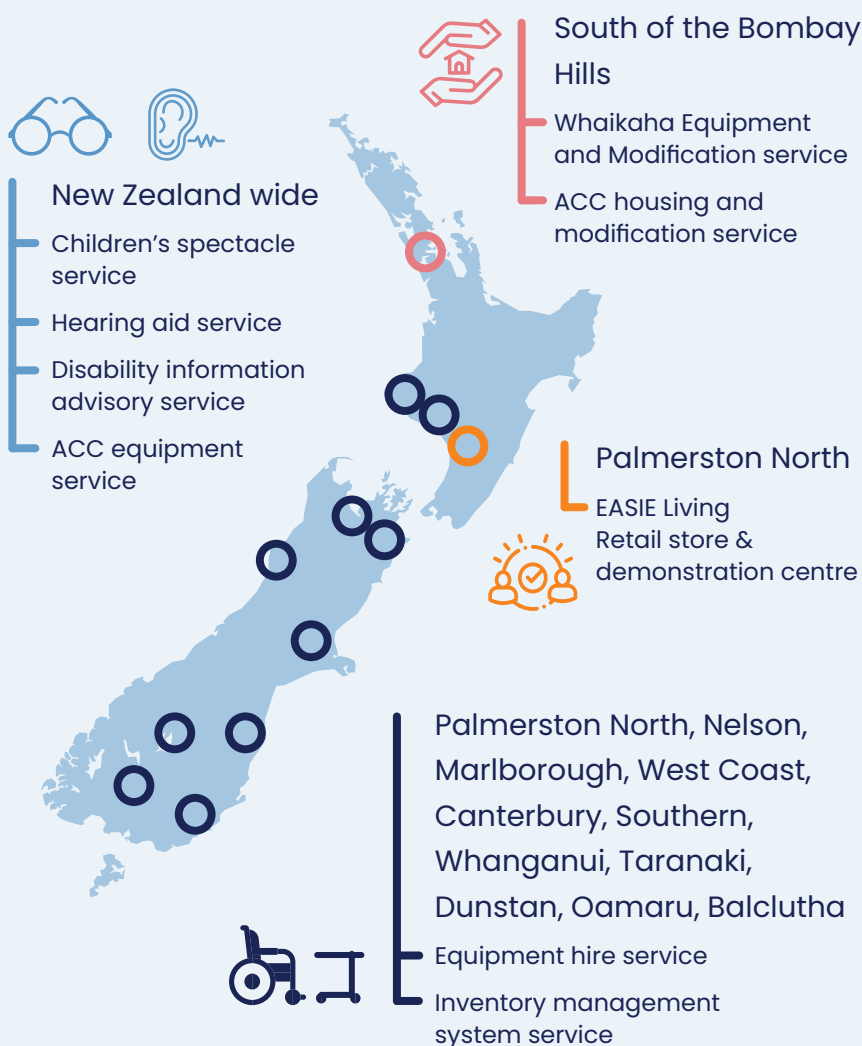 South of the Bombay
Hills
Whaikaha Equipment
and Modification service
ACC housing and
modification service
New Zealand wide
Children’s spectacle
service
Hearing aid service
Disability information
advisory service
ACC equipment
service
Palmerston North
EASIE Living
Retail store &
demonstration centre
Palmerston North, Nelson,
Marlborough, West Coast,
Canterbury, Southern,
Whanganui, Taranaki,
Dunstan, Oamaru, Balclutha
Equipment hire service
Inventory management
system service